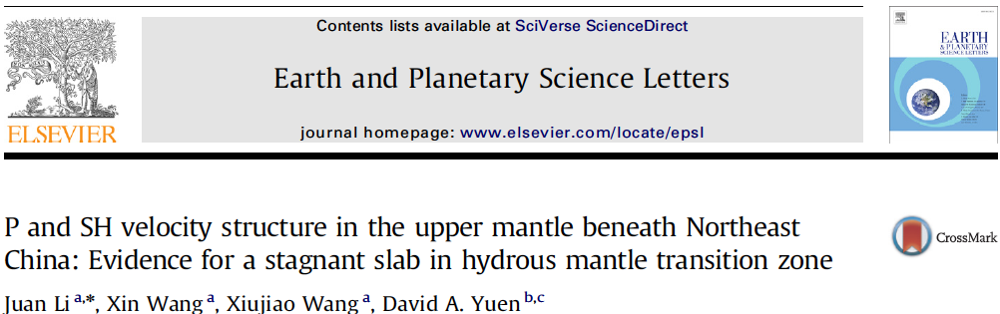 Contents lists available at SciVerse ScienceDirect
Earth and Planetary Science Letters
journal homepage: www.elsevier.com/locate/epsl
ELSEVIER
EARTH
& PLANETARY
SCIENCE LETTERS
P and SH velocity structure in the upper mantle beneath Northeast
China: Evidence for a stagnant slab in hydrous mantle transition zone
CrossMark
Juan Li a,*, Xin Wang a, Xiujiao Wang a, David A. Yuen b,c